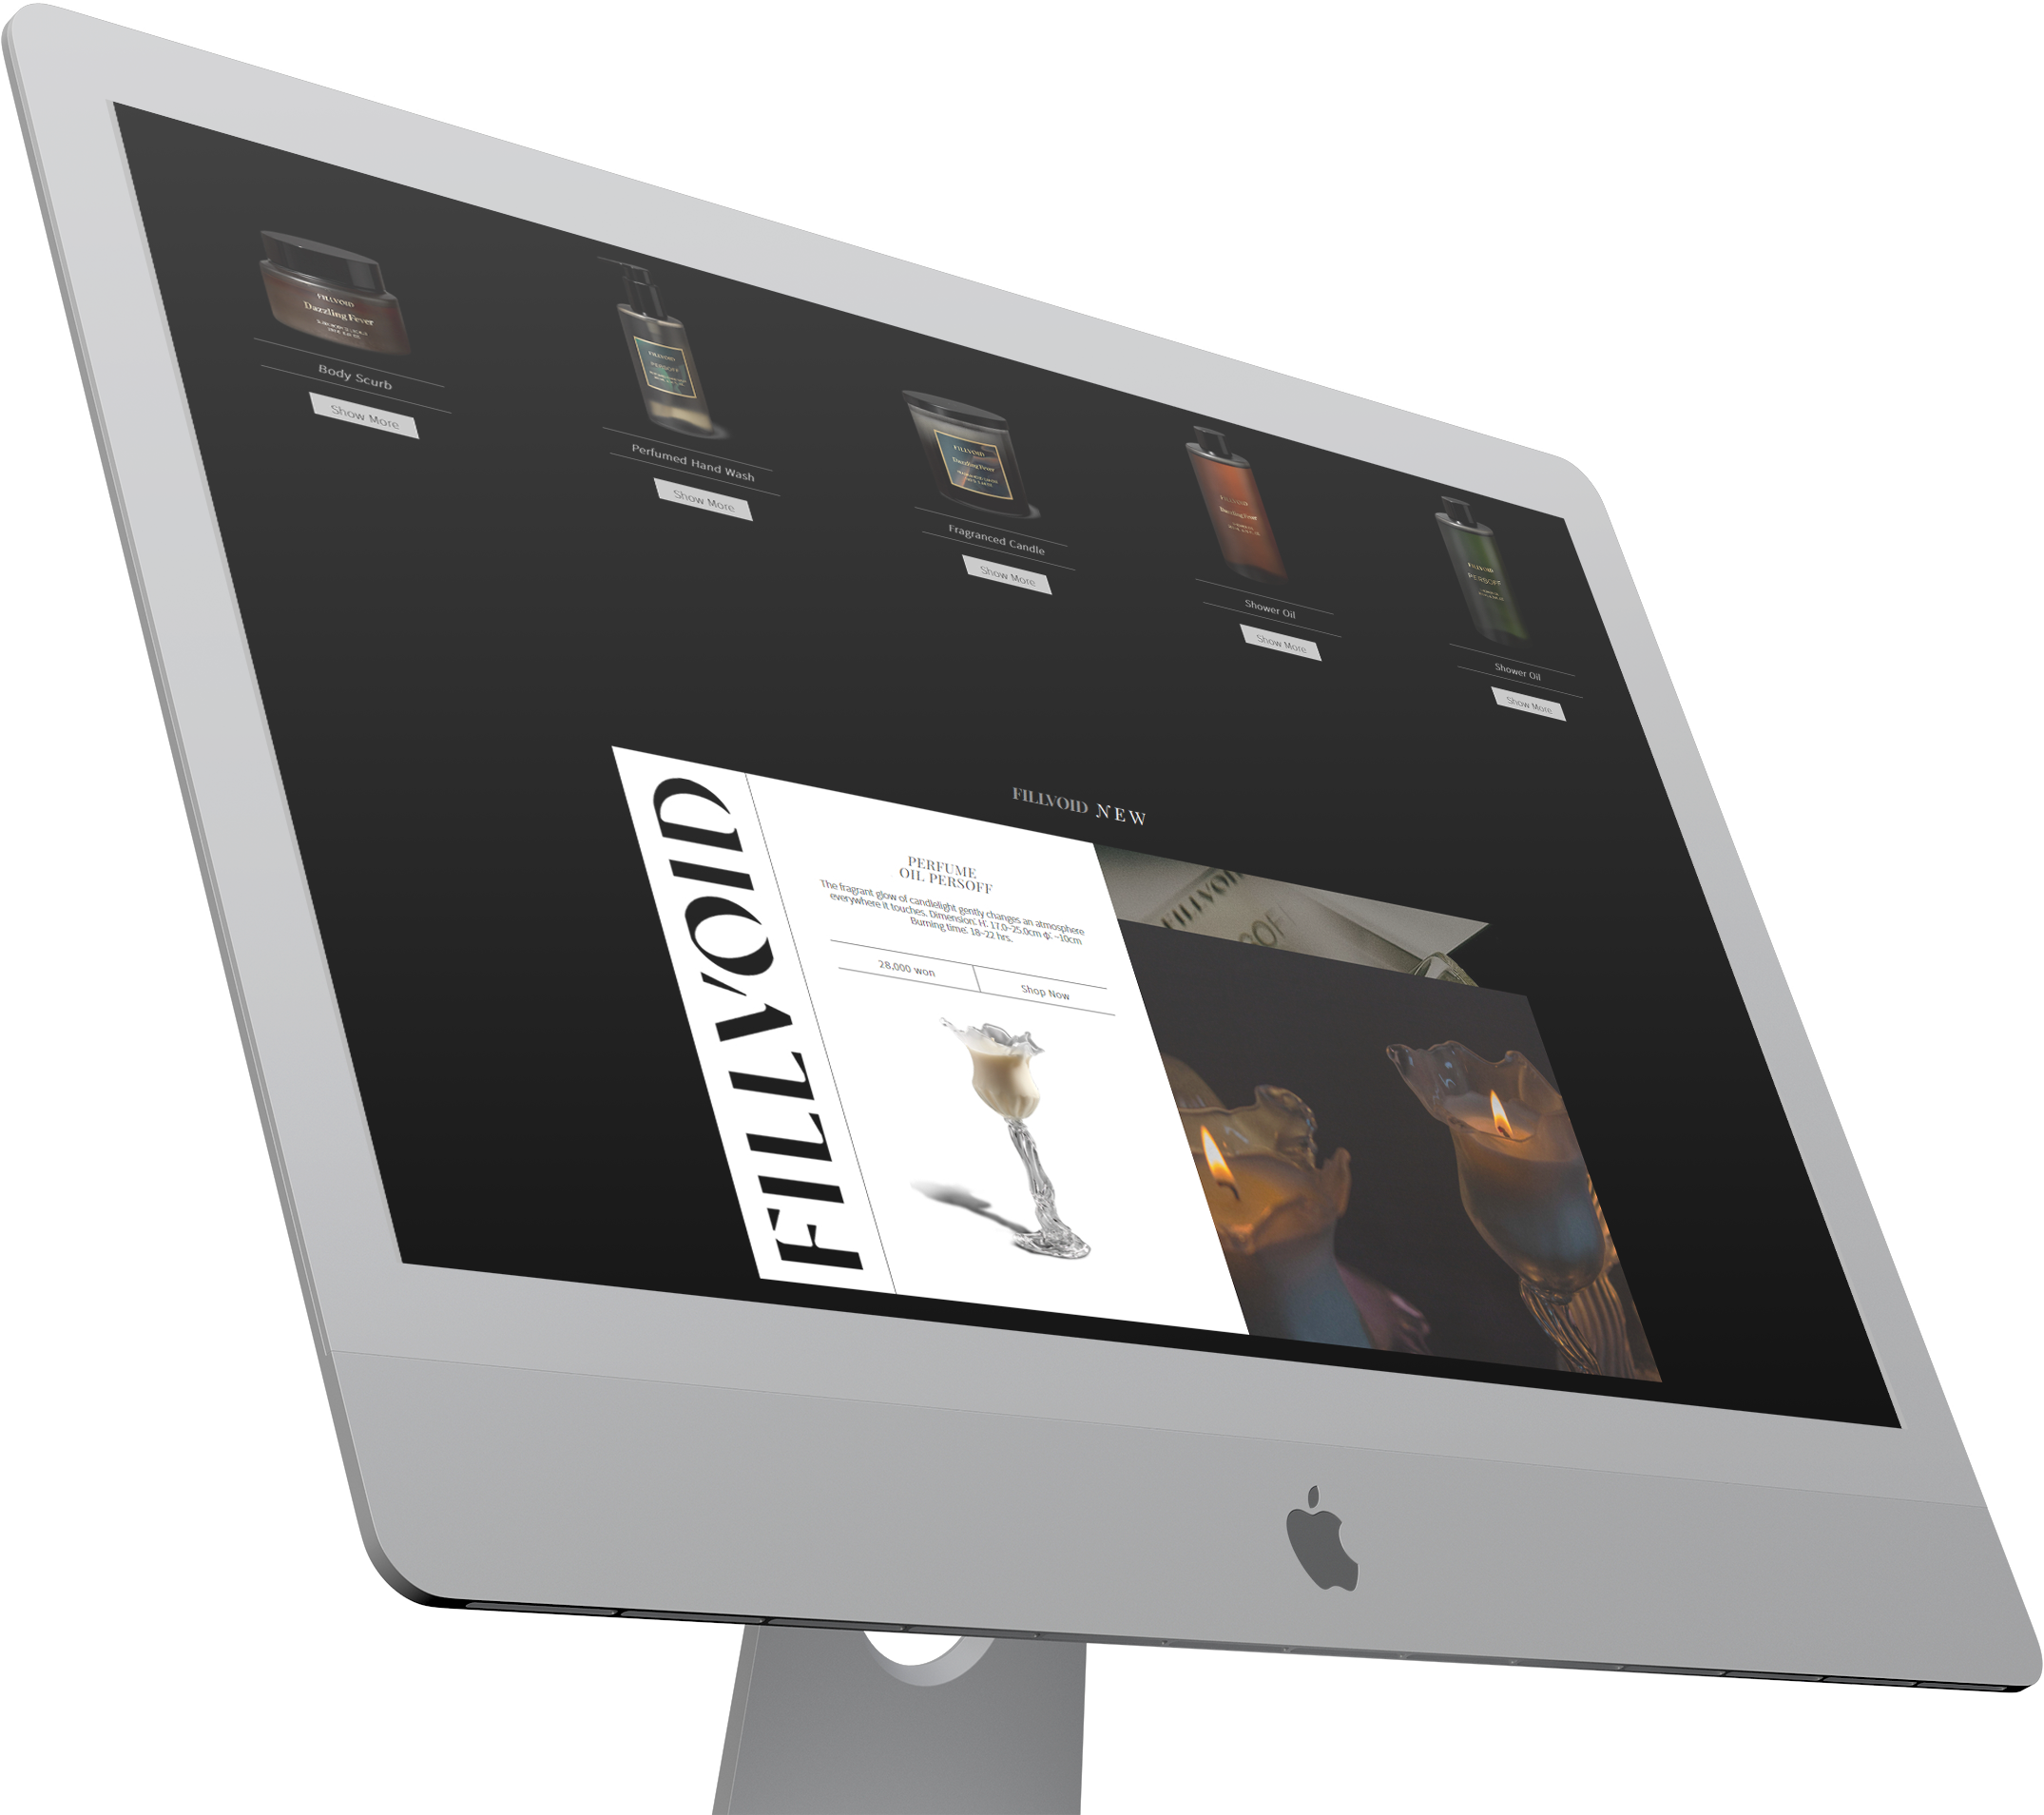 FILLVOID
Dazzling Fever
Body Scurb
Show More
FILLVOID
PERSOFF
Perfumed Hand Wash
Show More
FILLVOID
Dazzling Fever
Fragranced Candle
Show More
FILLVOID
Dazzling Fever
Shower Oil
Show More
FILLVOID
PERSOFF
Shower Oil
Show More
FILLVOID NEW
FILLVOID
PERFUME
OIL PERSOFF
The fragrant glow of candlelight gently changes an atmosphere
everywhere it touches. Dimension: H: 17.0~25.0cm ф: ~10cm
Burning time: 18~22 hrs.
28,000 won
Shop Now
FILLVOI